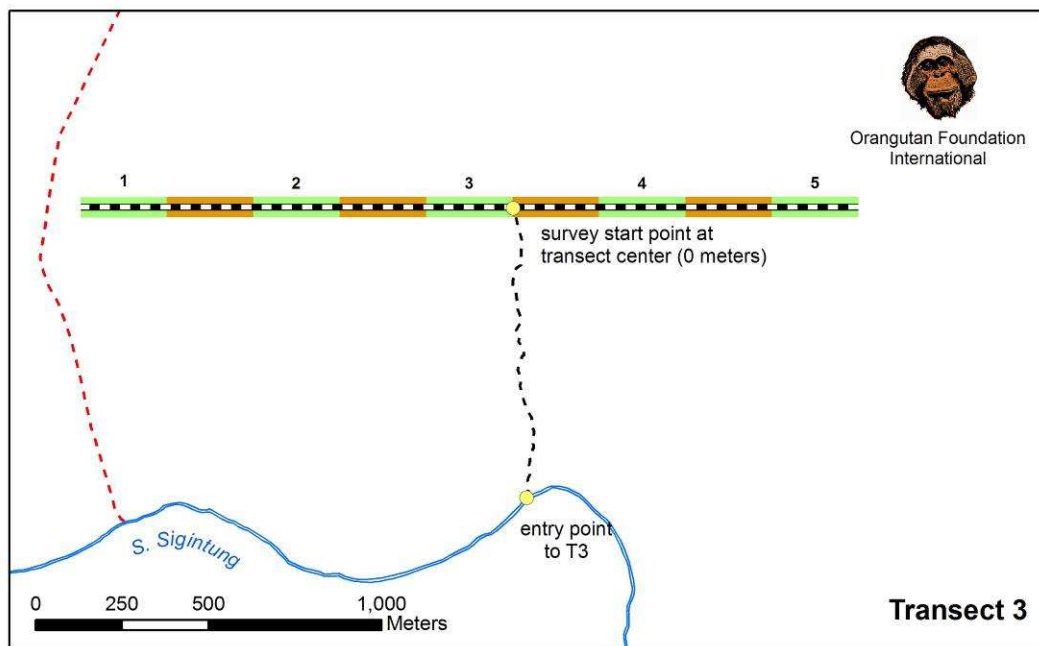 Orangutan Foundation
International
1 2 3 4 5
survey start point at
transect center (0 meters)
S. Sigintung
entry point
to T3
0 250 500 1,000
Meters
Transect 3